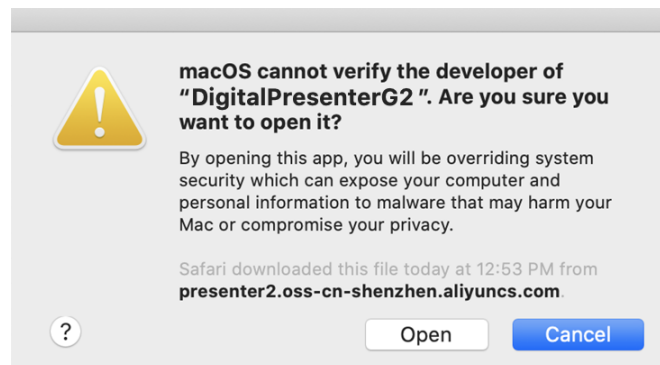 macOS cannot verify the developer of
“DigitalPresenterG2 ”. Are you sure you
want to open it?
By opening this app, you will be overriding system
security which can expose your computer and
personal information to malware that may harm your
Mac or compromise your privacy.
Safari downloaded this file today at 12:53 PM from
presenter2.oss-cn-shenzhen.aliyuncs.com.
? Open Cancel